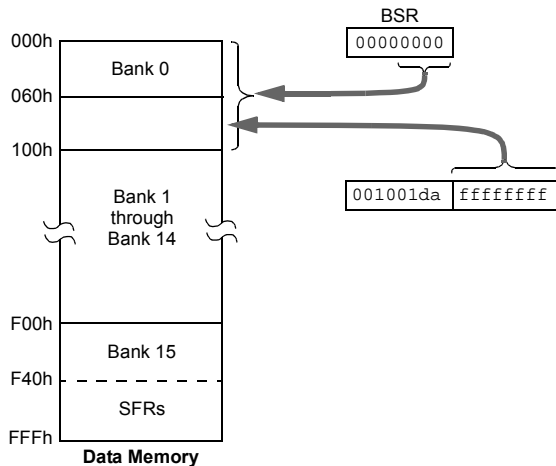 BSR
00000000
000h
Bank 0
060h
100h
001001da ffffffff
Bank 1
through
Bank 14
F00h
Bank 15
F40h
SFRs
FFFh
Data Memory